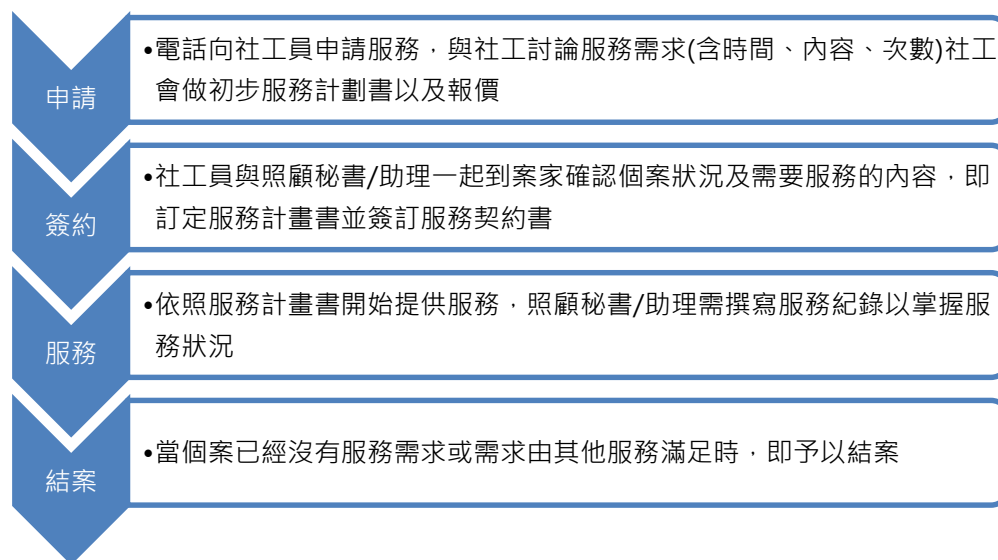 申請
•電話向社工員申請服務，與社工討論服務需求(含時間、內容、次數)社工
會做初步服務計劃書以及報價
簽約
•社工員與照顧秘書/助理一起到案家確認個案狀況及需要服務的內容，即
訂定服務計畫書並簽訂服務契約書
服務
•依照服務計畫書開始提供服務，照顧秘書/助理需撰寫服務紀錄以掌握服
務狀況
結案
•當個案已經沒有服務需求或需求由其他服務滿足時，即予以結案